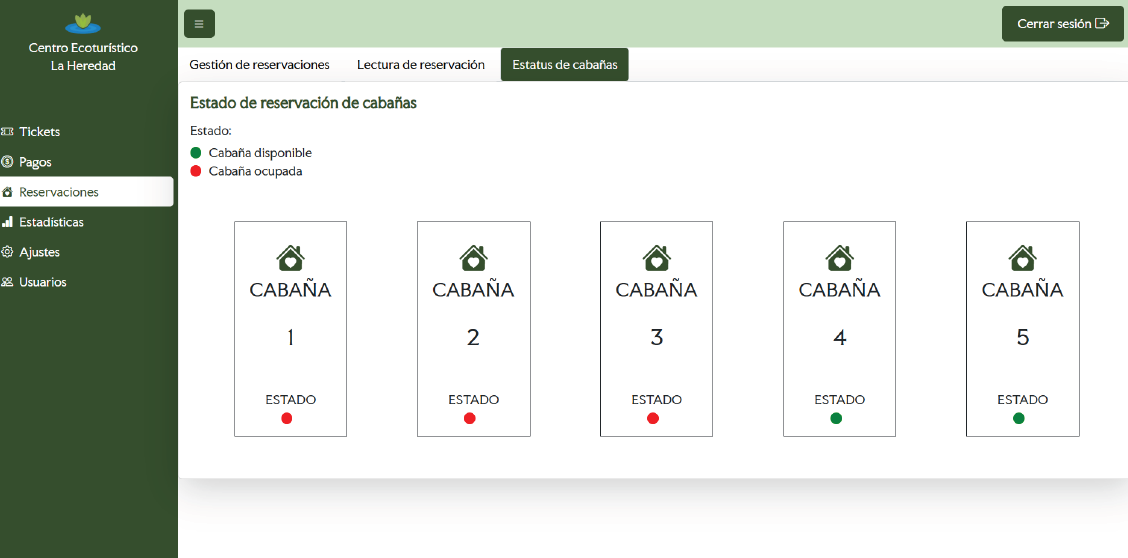 Centro Ecoturístico
La Heredad
Tickets
Pagos
Reservaciones
Estadísticas
Ajustes
Usuarios
Cerrar sesión
Gestión de reservaciones
Lectura de reservación
Estatus de cabañas
Estado de reservación de cabañas
Estado:
Cabaña disponible
Cabaña ocupada
CABAÑA
1
ESTADO
CABAÑA
2
ESTADO
CABAÑA
3
ESTADO
CABAÑA
4
ESTADO
CABAÑA
5
ESTADO